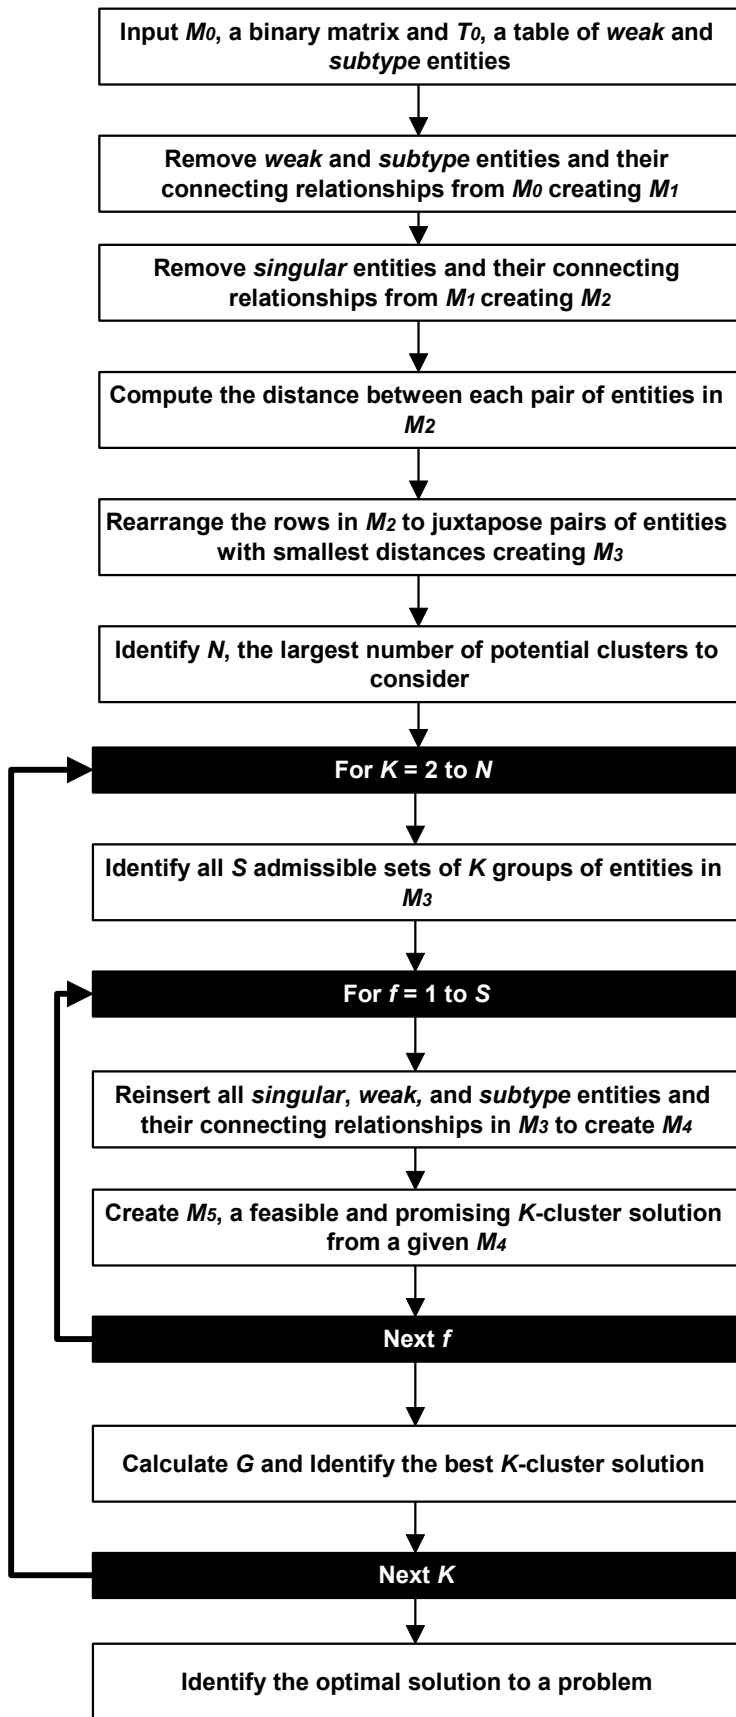 Input M0, a binary matrix and T0, a table of weak and
subtype entities
Remove weak and subtype entities and their
connecting relationships from M0 creating M1
Remove singular entities and their connecting
relationships from M1 creating M2
Compute the distance between each pair of entities in
M2
Rearrange the rows in M2 to juxtapose pairs of entities
with smallest distances creating M3
Identify N, the largest number of potential clusters to
consider
For K = 2 to N
Identify all S admissible sets of K groups of entities in
M3
For f = 1 to S
Reinsert all singular, weak, and subtype entities and
their connecting relationships in M3 to create M4
Create M5, a feasible and promising K-cluster solution
from a given M4
Next f
Calculate G and Identify the best K-cluster solution
Next K
Identify the optimal solution to a problem